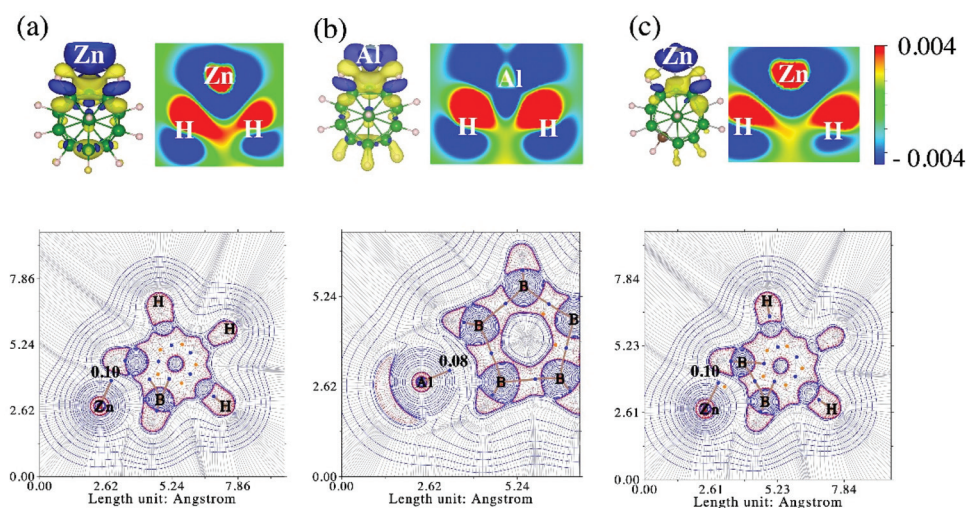 (a)
Zn
Zn
H
H
(b)
Al
Al
H
H
(c)
Zn
Zn
H
H
0.004
- 0.004
7.86
5.24
2.62
0.00
0.00
2.62
5.24
7.86
Length unit: Angstrom
H
H
0.10
Zn
B
H
5.24
2.62
0.00
0.00
2.62
5.24
Length unit: Angstrom
B
B
B
0.08
Al
B
B
7.84
5.23
2.61
0.00
0.00
2.61
5.23
7.84
Length unit: Angstrom
H
B
0.10
Zn
B
H